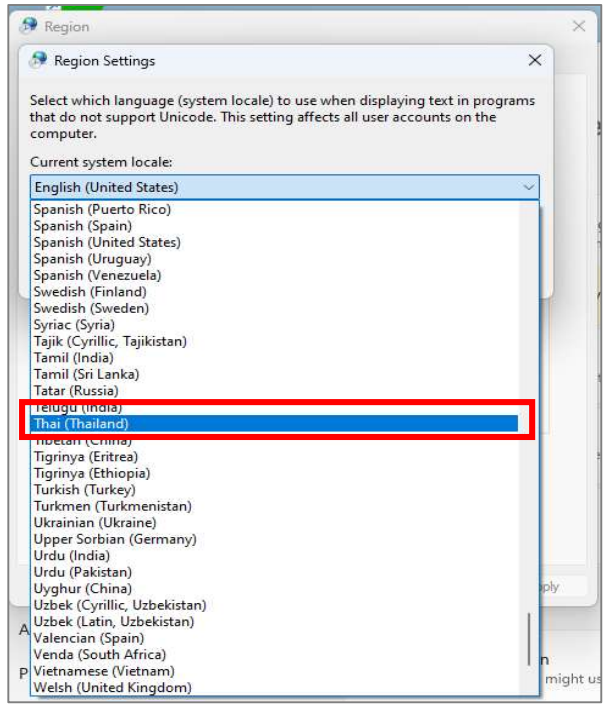 Region
Region Settings
Select which language (system locale) to use when displaying text in programs
that do not support Unicode. This setting affects all user accounts on the
computer.
Current system locale:
English (United States)
Spanish (Puerto Rico)
Spanish (Spain)
Spanish (United States)
Spanish (Uruguay)
Spanish (Venezuela)
Swedish (Finland)
Swedish (Sweden)
Syriac (Syria)
Tajik (Cyrillic, Tajikistan)
Tamil (India)
Tamil (Sri Lanka)
Tatar (Russia)
Telugu (India)
Thai (Thailand)
Tibetan (China)
Tigrinya (Eritrea)
Tigrinya (Ethiopia)
Turkish (Turkey)
Turkmen (Turkmenistan)
Ukrainian (Ukraine)
Upper Sorbian (Germany)
Urdu (India)
Urdu (Pakistan)
Uyghur (China)
Uzbek (Cyrillic, Uzbekistan)
Uzbek (Latin, Uzbekistan)
Valencian (Spain)
Venda (South Africa)
Vietnamese (Vietnam)
Welsh (United Kingdom)
might